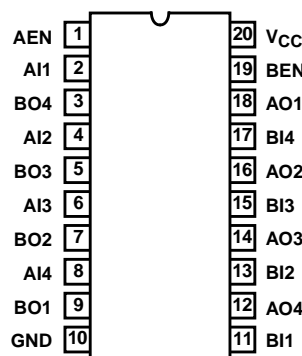 AEN 1 20 VCC
AI1 2 19 BEN
BO4 3 18 AO1
AI2 4 17 BI4
BO3 5 16 AO2
AI3 6 15 BI3
BO2 7 14 AO3
AI4 8 13 BI2
BO1 9 12 AO4
GND 10 11 BI1